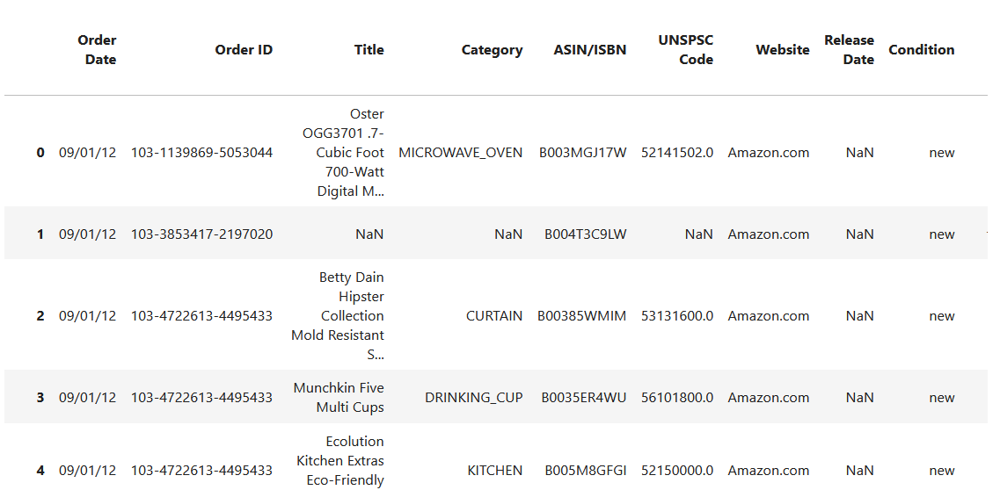 Order Date Order ID Title Category ASIN/ISBN UNSPSC Code Website Release Date Condition
0 09/01/12 103-1139869-5053044 Oster OGG3701 .7-Cubic Foot 700-Watt Digital M... MICROWAVE_OVEN B003MGJ17W 52141502.0 Amazon.com NaN new
1 09/01/12 103-3853417-2197020 NaN NaN B004T3C9LW NaN Amazon.com NaN new
2 09/01/12 103-4722613-4495433 Betty Dain Hipster Collection Mold Resistant S... CURTAIN B00385WMIM 53131600.0 Amazon.com NaN new
3 09/01/12 103-4722613-4495433 Munchkin Five Multi Cups DRINKING_CUP B0035ER4WU 56101800.0 Amazon.com NaN new
4 09/01/12 103-4722613-4495433 Ecolution Kitchen Extras Eco-Friendly KITCHEN B005M8GFGI 52150000.0 Amazon.com NaN new